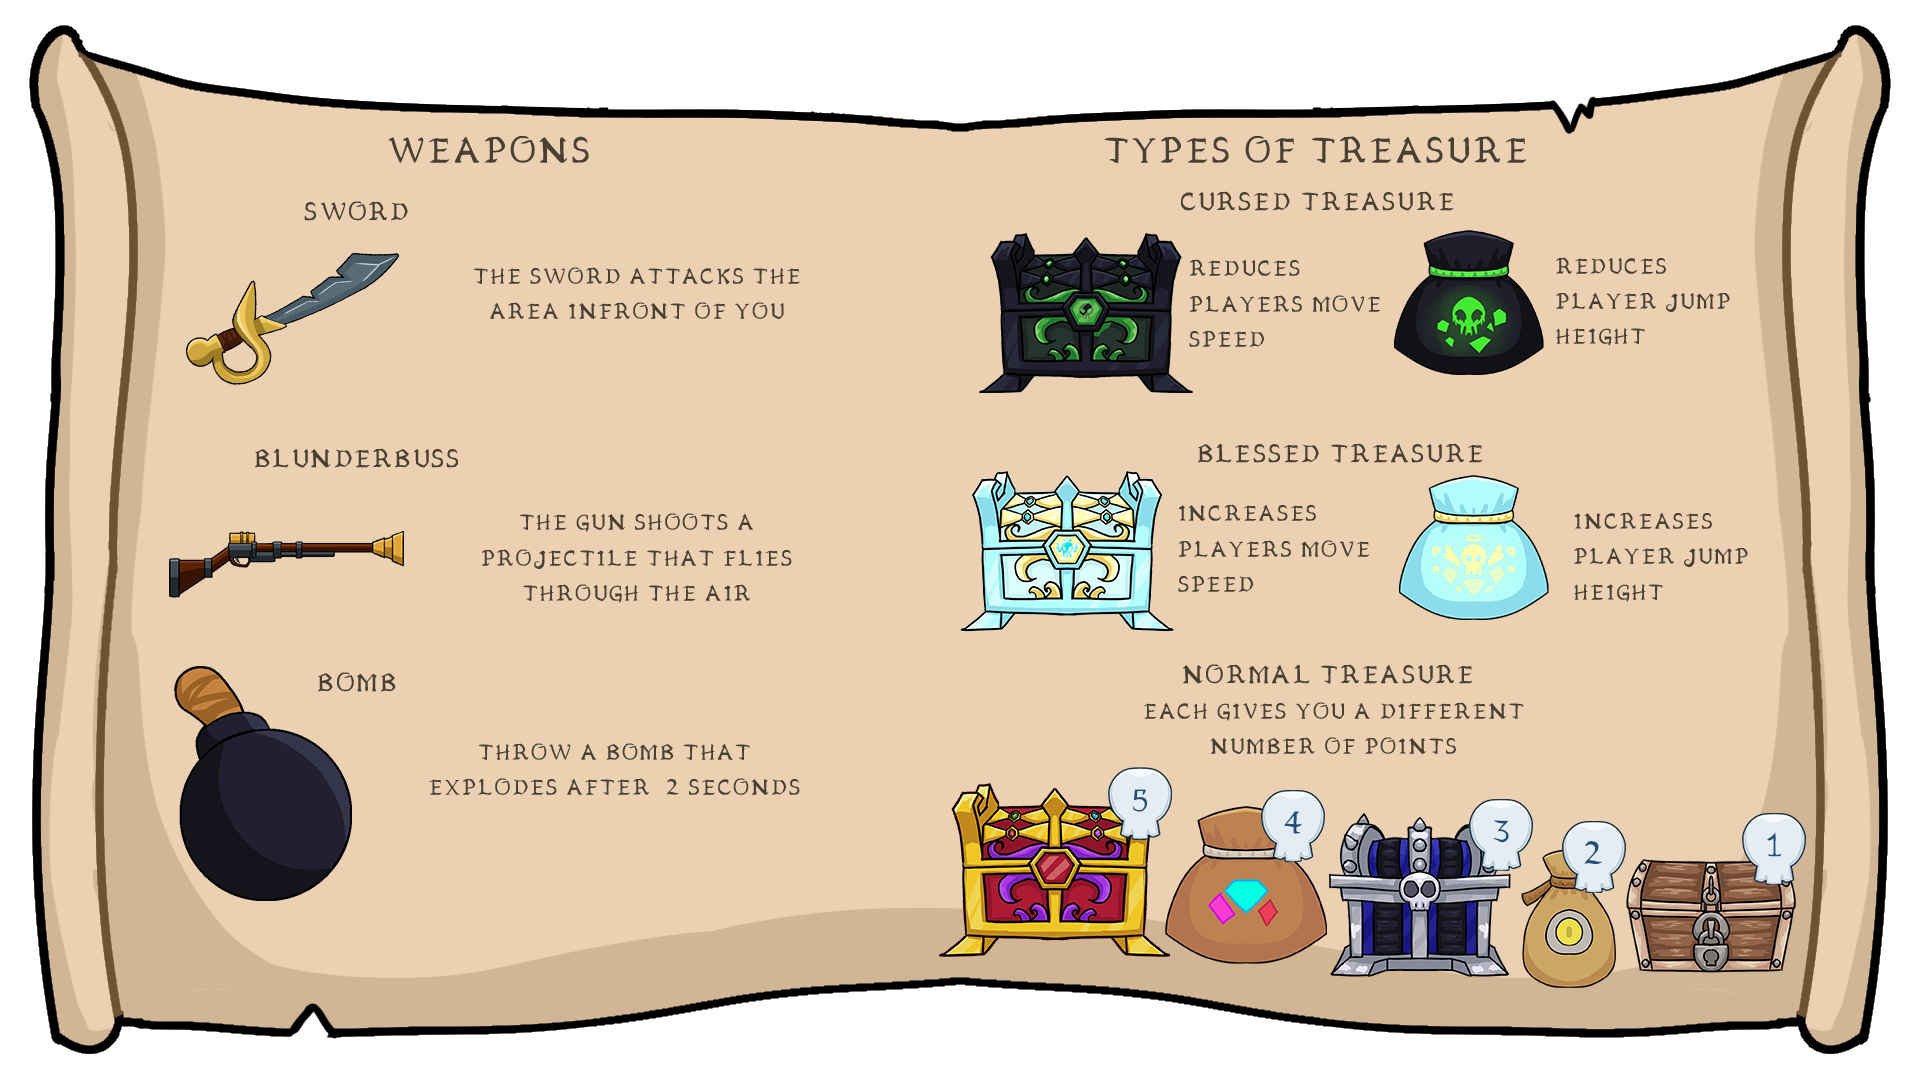 WEAPONS
SWORD
THE SWORD ATTACKS THE
AREA INFRONT OF YOU
BLUNDERBUSS
THE GUN SHOOTS A
PROJECTILE THAT FLIES
THROUGH THE AIR
BOMB
THROW A BOMB THAT
EXPLODES AFTER 2 SECONDS
TYPES OF TREASURE
CURSED TREASURE
REDUCES
PLAYERS MOVE
SPEED
REDUCES
PLAYER JUMP
HEIGHT
BLESSED TREASURE
INCREASES
PLAYERS MOVE
SPEED
INCREASES
PLAYER JUMP
HEIGHT
NORMAL TREASURE
EACH GIVES YOU A DIFFERENT
NUMBER OF POINTS
5
4
3
2
1